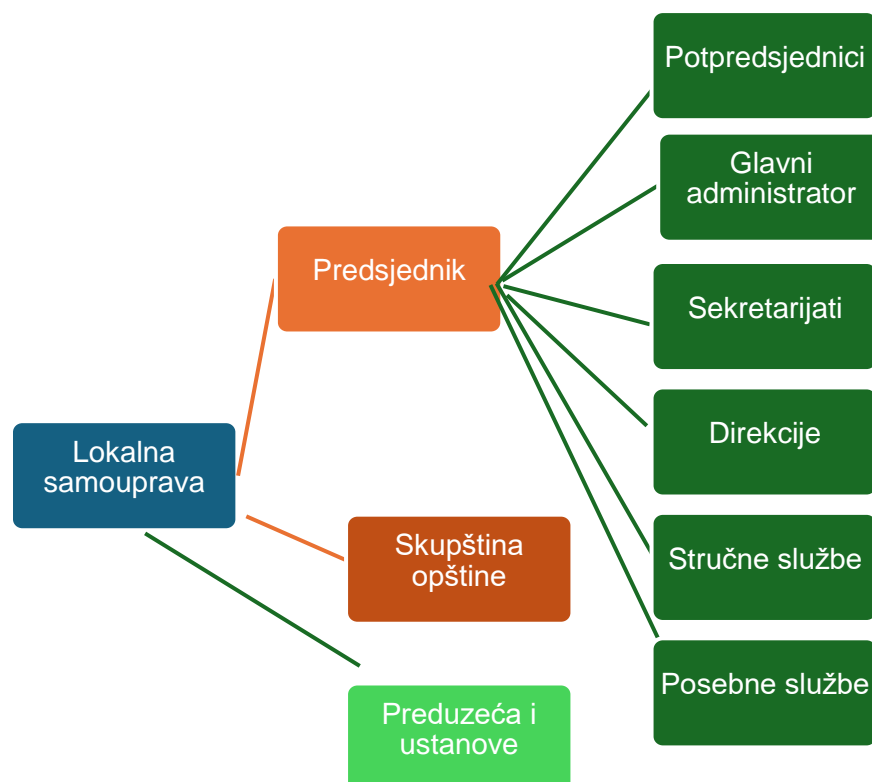 Lokalna
samouprava
Predsjednik
Skupština
opštine
Preduzeća i
ustanove
Potpredsjednici
Glavni
administrator
Sekretarijati
Direkcije
Stručne službe
Posebne službe